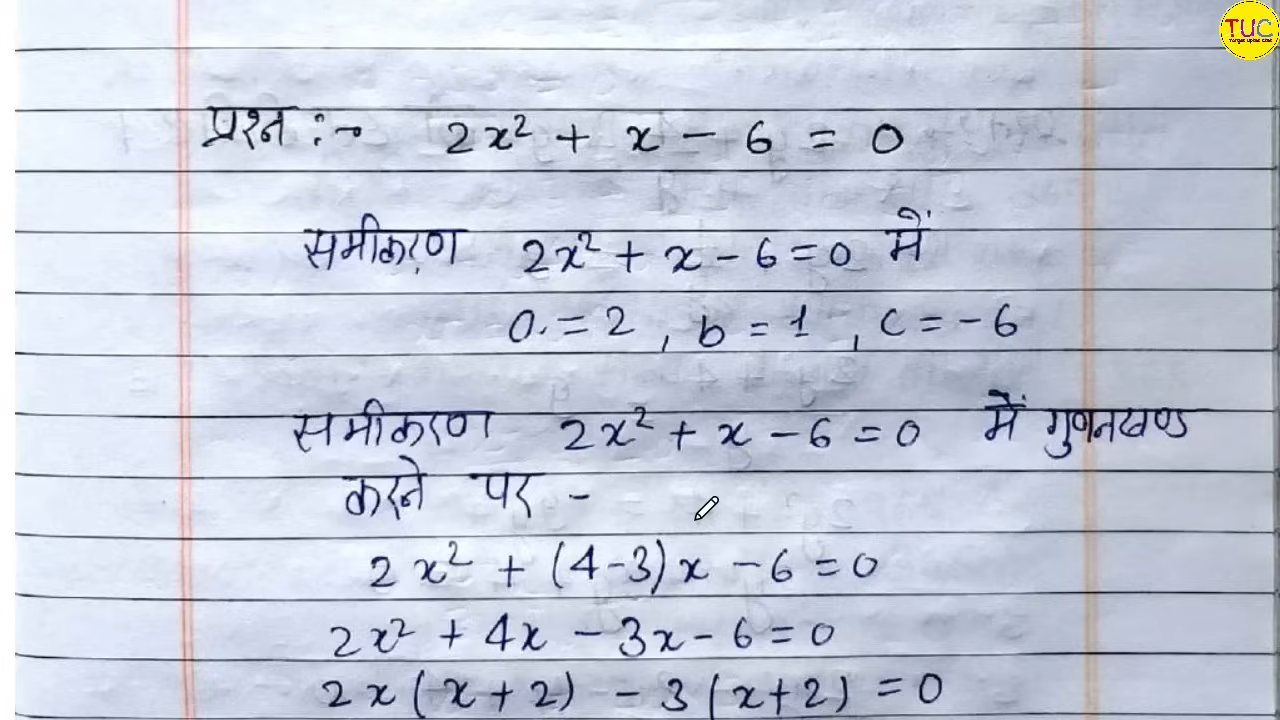 TUC
प्रश्न :→ 2x² + x - 6 = 0
समीकरण 2x² + x - 6 = 0 में
a = 2, b = 1, c = -6
समीकरण 2x² + x - 6 = 0 में गुणनखण्ड
करने पर -
2x² + (4-3)x - 6 = 0
2x² + 4x - 3x - 6 = 0
2x(x+2) - 3(x+2) = 0